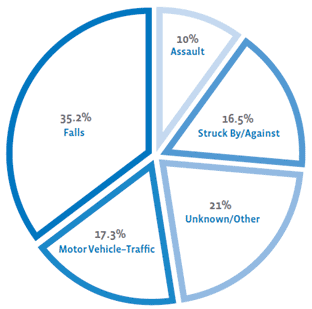 10%
Assault
16.5%
Struck By/Against
21%
Unknown/Other
17.3%
Motor Vehicle–Traffic
35.2%
Falls